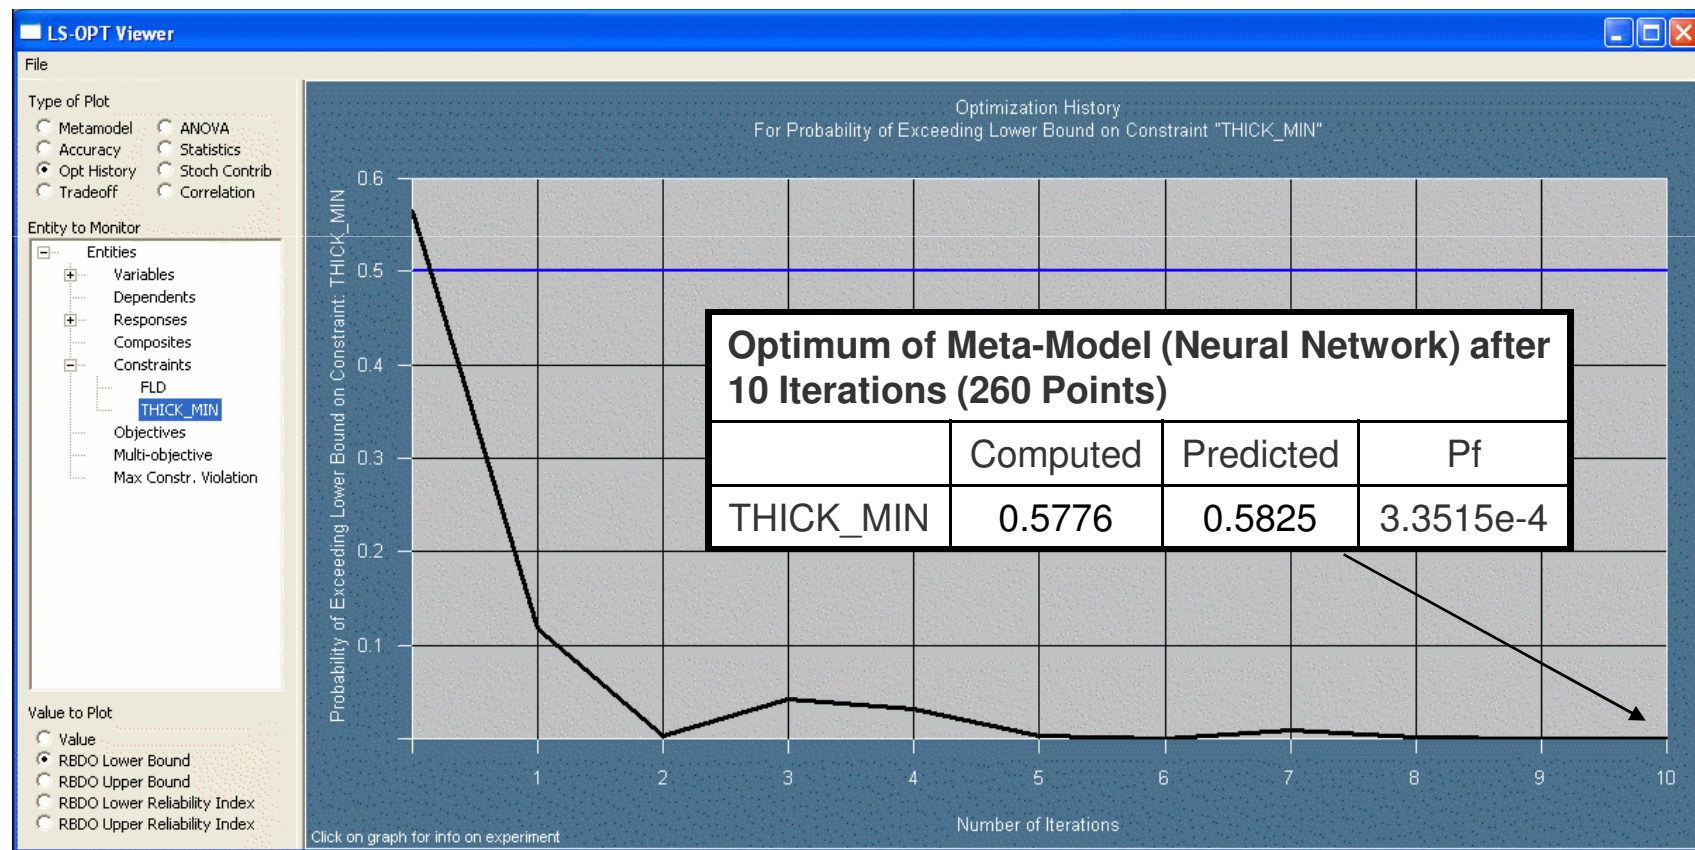 LS-OPT Viewer
File
Type of Plot
Metamodel ANOVA
Accuracy Statistics
Opt History Stoch Contrib
Tradeoff Correlation
Entity to Monitor
Entities
Variables
Dependents
Responses
Composites
Constraints
FLD
THICK_MIN
Objectives
Multi-objective
Max Constr. Violation
Value to Plot
Value
RBDO Lower Bound
RBDO Upper Bound
RBDO Lower Reliability Index
RBDO Upper Reliability Index
Optimization History
For Probability of Exceeding Lower Bound on Constraint "THICK_MIN"
Probability of Exceeding Lower Bound on Constraint: THICK_MIN
0.6
0.5
0.4
0.3
0.2
0.1
Optimum of Meta-Model (Neural Network) after
10 Iterations (260 Points)
Computed Predicted Pf
THICK_MIN 0.5776 0.5825 3.3515e-4
1 2 3 4 5 6 7 8 9 10
Number of Iterations
Click on graph for info on experiment